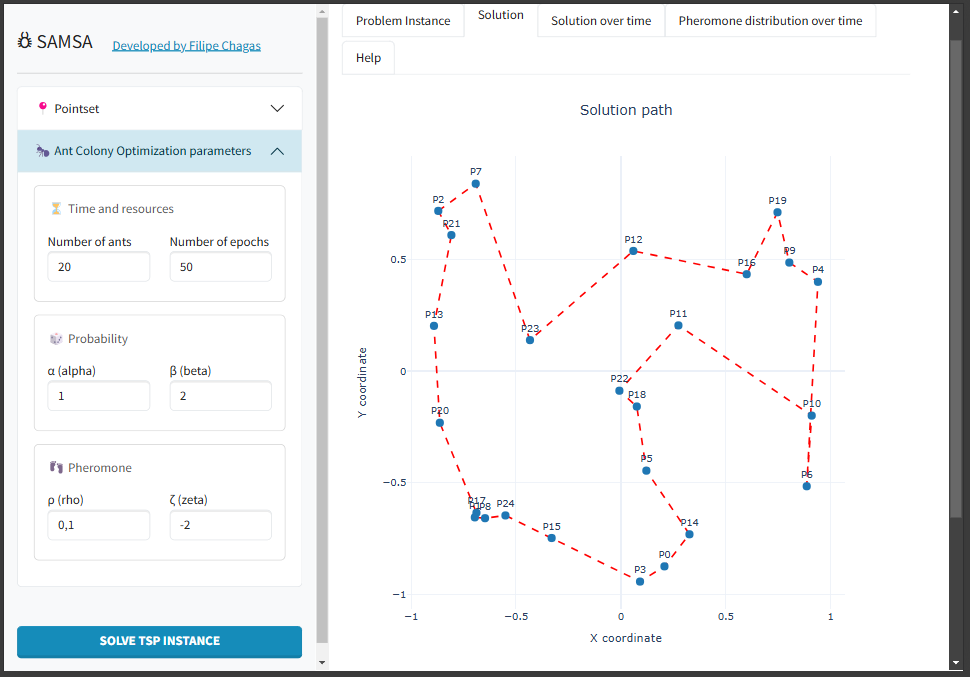 SAMSA
Developed by Filipe Chagas
Pointset
Ant Colony Optimization parameters
Time and resources
Number of ants
Number of epochs
20
50
Probability
α (alpha)
β (beta)
1
2
Pheromone
ρ (rho)
ζ (zeta)
0,1
-2
SOLVE TSP INSTANCE
Problem Instance
Solution
Solution over time
Pheromone distribution over time
Help
Solution path
P7
P2
P19
P21
P12
P9
P16
P4
0.5
P13
P11
P23
Y coordinate
0
P22
P18
P10
P20
P5
P6
−0.5
P17
P8
P24
P14
P15
P0
P3
−1
−1
−0.5
0
0.5
1
X coordinate